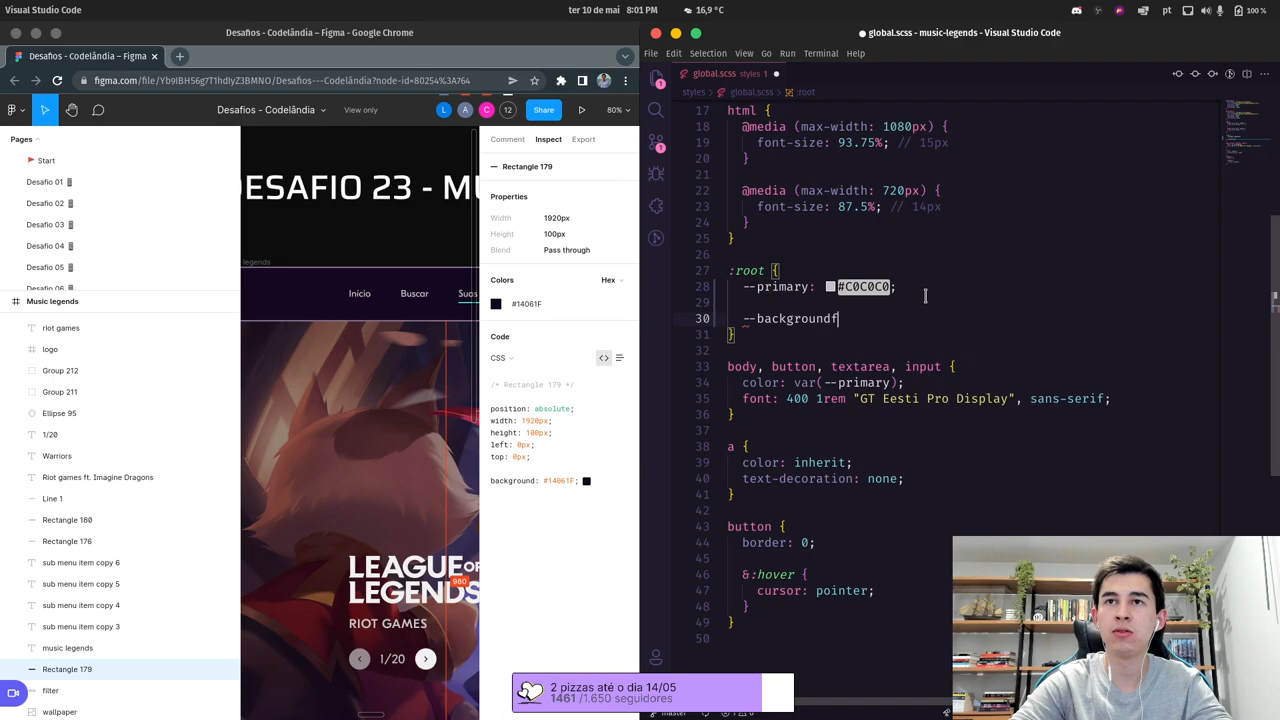 Visual Studio Code
ter 10 mai 8:01 PM
16,9 °C
100 %
Desafios - Codelândia – Figma - Google Chrome
Desafios - Codelândia – Figma
figma.com/file/Yb9IBH56g7T1hdIyZ3BMNO/Desafios---Codelândia?node-id=80254%3A764
Desafios - Codelândia
View only
L A C 12
Share
80%
Pages
Start
Desafio 01
Desafio 02
Desafio 03
Desafio 04
Desafio 05
Desafio 06
Music legends
riot games
logo
Group 212
Group 211
Ellipse 95
1/20
Warriors
Riot games ft. Imagine Dragons
Line 1
Rectangle 180
Rectangle 176
sub menu item copy 6
sub menu item copy 5
sub menu item copy 4
sub menu item copy 3
music legends
Rectangle 179
filter
wallpaper
ESAFIO 23 - MU
legends
Início Buscar Suas
LEAGUE OF
LEGENDS
980
RIOT GAMES
1/20
Comment Inspect Export
Rectangle 179
Properties
Width 1920px
Height 100px
Blend Pass through
Colors Hex
#14061F
Code
CSS
/* Rectangle 179 */
position: absolute;
width: 1920px;
height: 100px;
left: 0px;
top: 0px;
background: #14061F;
global.scss - music-legends - Visual Studio Code
File Edit Selection View Go Run Terminal Help
global.scss styles 1
styles > global.scss > :root
17 html {
18 @media (max-width: 1080px) {
19 font-size: 93.75%; // 15px
20 }
21
22 @media (max-width: 720px) {
23 font-size: 87.5%; // 14px
24 }
25 }
26
27 :root {
28 --primary: #C0C0C0;
29
30 --backgroundf
31 }
32
33 body, button, textarea, input {
34 color: var(--primary);
35 font: 400 1rem "GT Eesti Pro Display", sans-serif;
36 }
37
38 a {
39 color: inherit;
40 text-decoration: none;
41 }
42
43 button {
44 border: 0;
45
46 &:hover {
47 cursor: pointer;
48 }
49 }
50
2 pizzas até o dia 14/05
1461 /1.650 seguidores
master